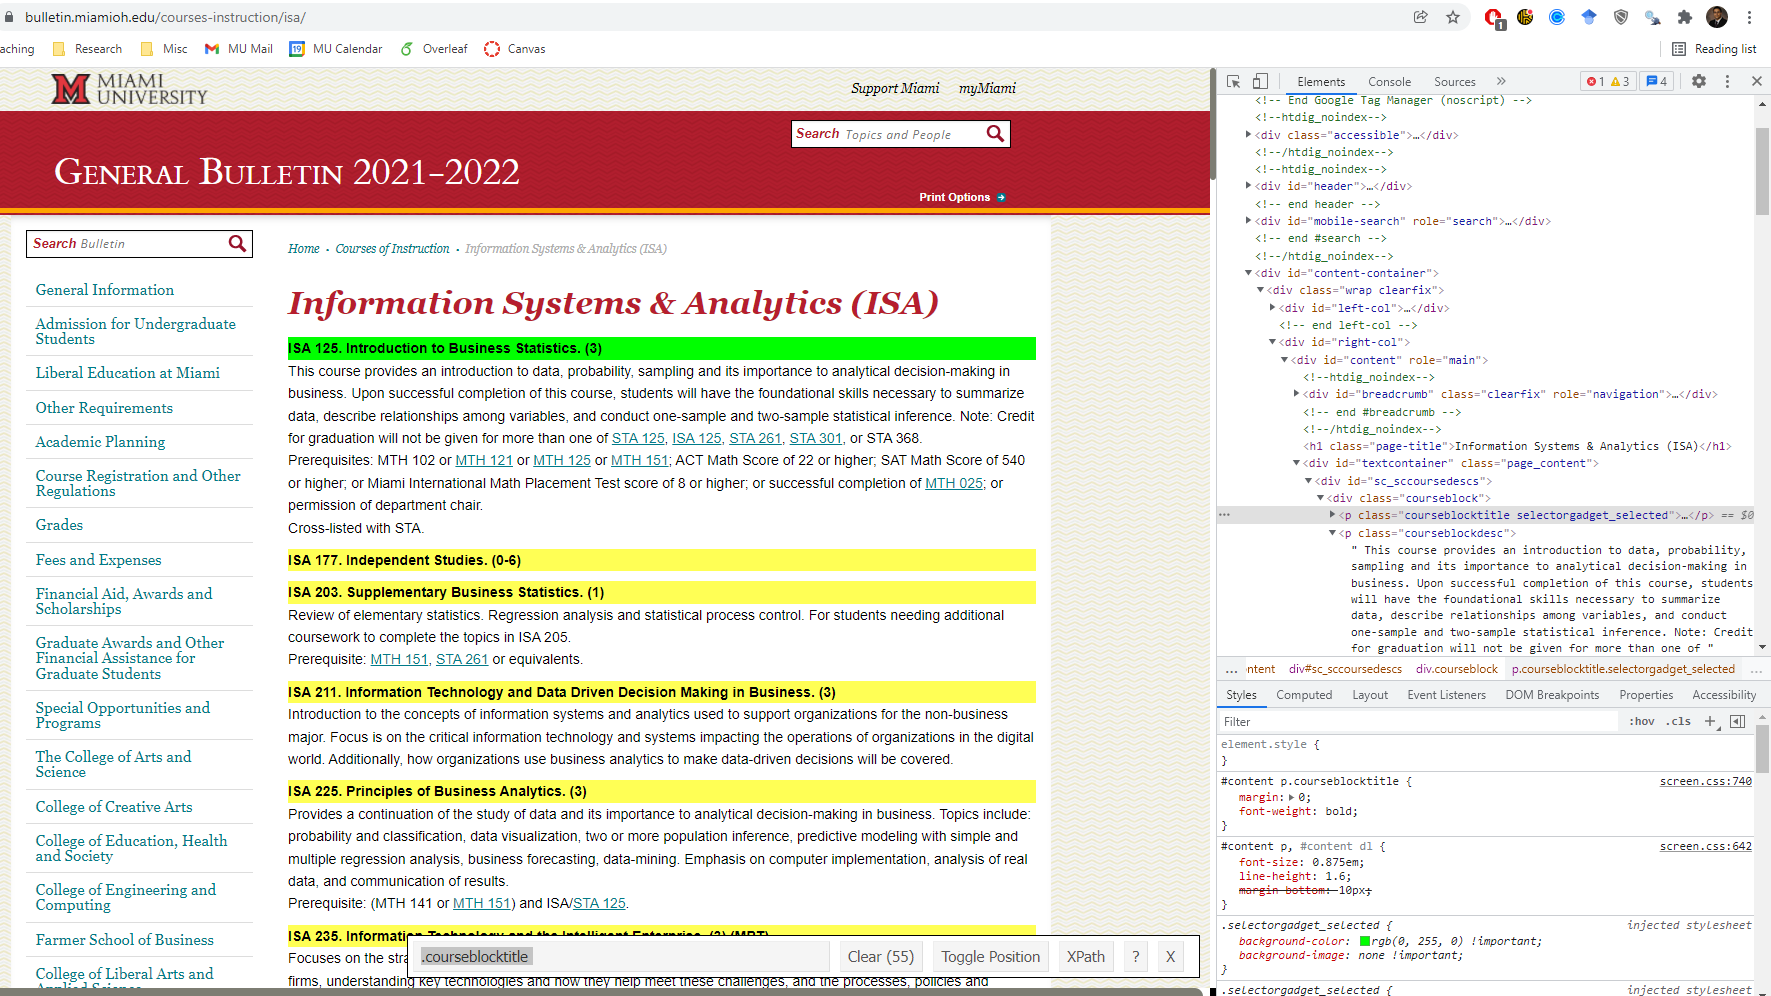 bulletin.miamioh.edu/courses-instruction/isa/
1
aching Research Misc MU Mail 19 MU Calendar Overleaf Canvas Reading list
M MIAMI UNIVERSITY
Support Miami myMiami
Search Topics and People
General Bulletin 2021-2022
Print Options
Search Bulletin
General Information
Admission for Undergraduate
Students
Liberal Education at Miami
Other Requirements
Academic Planning
Course Registration and Other
Regulations
Grades
Fees and Expenses
Financial Aid, Awards and
Scholarships
Graduate Awards and Other
Financial Assistance for
Graduate Students
Special Opportunities and
Programs
The College of Arts and
Science
College of Creative Arts
College of Education, Health
and Society
College of Engineering and
Computing
Farmer School of Business
College of Liberal Arts and
Applied Science
Home • Courses of Instruction • Information Systems & Analytics (ISA)
Information Systems & Analytics (ISA)
ISA 125. Introduction to Business Statistics. (3)
This course provides an introduction to data, probability, sampling and its importance to analytical decision-making in
business. Upon successful completion of this course, students will have the foundational skills necessary to summarize
data, describe relationships among variables, and conduct one-sample and two-sample statistical inference. Note: Credit
for graduation will not be given for more than one of STA 125, ISA 125, STA 261, STA 301, or STA 368.
Prerequisites: MTH 102 or MTH 121 or MTH 125 or MTH 151; ACT Math Score of 22 or higher; SAT Math Score of 540
or higher; or Miami International Math Placement Test score of 8 or higher; or successful completion of MTH 025; or
permission of department chair.
Cross-listed with STA.
ISA 177. Independent Studies. (0-6)
ISA 203. Supplementary Business Statistics. (1)
Review of elementary statistics. Regression analysis and statistical process control. For students needing additional
coursework to complete the topics in ISA 205.
Prerequisite: MTH 151, STA 261 or equivalents.
ISA 211. Information Technology and Data Driven Decision Making in Business. (3)
Introduction to the concepts of information systems and analytics used to support organizations for the non-business
major. Focus is on the critical information technology and systems impacting the operations of organizations in the digital
world. Additionally, how organizations use business analytics to make data-driven decisions will be covered.
ISA 225. Principles of Business Analytics. (3)
Provides a continuation of the study of data and its importance to analytical decision-making in business. Topics include:
probability and classification, data visualization, two or more population inference, predictive modeling with simple and
multiple regression analysis, business forecasting, data-mining. Emphasis on computer implementation, analysis of real
data, and communication of results.
Prerequisite: (MTH 141 or MTH 151) and ISA/STA 125.
ISA 235. Information Technology and the Intelligent Enterprise. (3) (MPT)
Focuses on the stra
firms, understanding key technologies and how they help meet these challenges, and the processes, policies and
.courseblocktitle Clear (55) Toggle Position XPath ? X
Elements Console Sources » 1 3 4
<!-- End Google Tag Manager (noscript) -->
<!--htdig_noindex-->
<div class="accessible">…</div>
<!--/htdig_noindex-->
<!--htdig_noindex-->
<div id="header">…</div>
<!-- end header -->
<div id="mobile-search" role="search">…</div>
<!-- end #search -->
<!--/htdig_noindex-->
<div id="content-container">
<div class="wrap clearfix">
<div id="left-col">…</div>
<!-- end left-col -->
<div id="right-col">
<div id="content" role="main">
<!--htdig_noindex-->
<div id="breadcrumb" class="clearfix" role="navigation">…</div>
<!-- end #breadcrumb -->
<!--/htdig_noindex-->
<h1 class="page-title">Information Systems & Analytics (ISA)</h1>
<div id="textcontainer" class="page_content">
<div id="sc_sccoursedescs">
<div class="courseblock">
<p class="courseblocktitle selectorgadget_selected">…</p> == $0
<p class="courseblockdesc">
" This course provides an introduction to data, probability,
sampling and its importance to analytical decision-making in
business. Upon successful completion of this course, students
will have the foundational skills necessary to summarize
data, describe relationships among variables, and conduct
one-sample and two-sample statistical inference. Note: Credit
for graduation will not be given for more than one of "
… ntent div#sc_sccoursedescs div.courseblock p.courseblocktitle.selectorgadget_selected …
Styles Computed Layout Event Listeners DOM Breakpoints Properties Accessibility
Filter :hov .cls +
element.style {
}
#content p.courseblocktitle { screen.css:740
margin: 0;
font-weight: bold;
}
#content p, #content dl { screen.css:642
font-size: 0.875em;
line-height: 1.6;
margin-bottom: 10px;
}
.selectorgadget_selected { injected stylesheet
background-color: rgb(0, 255, 0) !important;
background-image: none !important;
}
.selectorgadget_selected { injected stylesheet